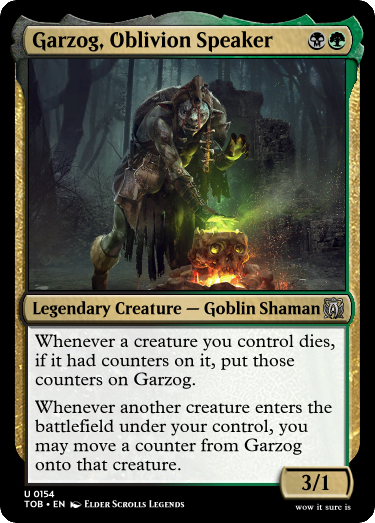 Garzog, Oblivion Speaker
Legendary Creature — Goblin Shaman
Whenever a creature you control dies,
if it had counters on it, put those
counters on Garzog.
Whenever another creature enters the
battlefield under your control, you
may move a counter from Garzog
onto that creature.
3/1
U 0154
TOB • EN Elder Scrolls Legends
wow it sure is